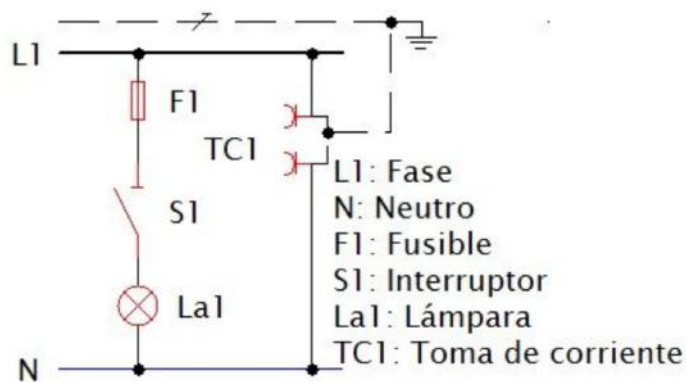 L1
F1
TC1
S1
La1
N
L1: Fase
N: Neutro
F1: Fusible
S1: Interruptor
La1: Lámpara
TC1: Toma de corriente